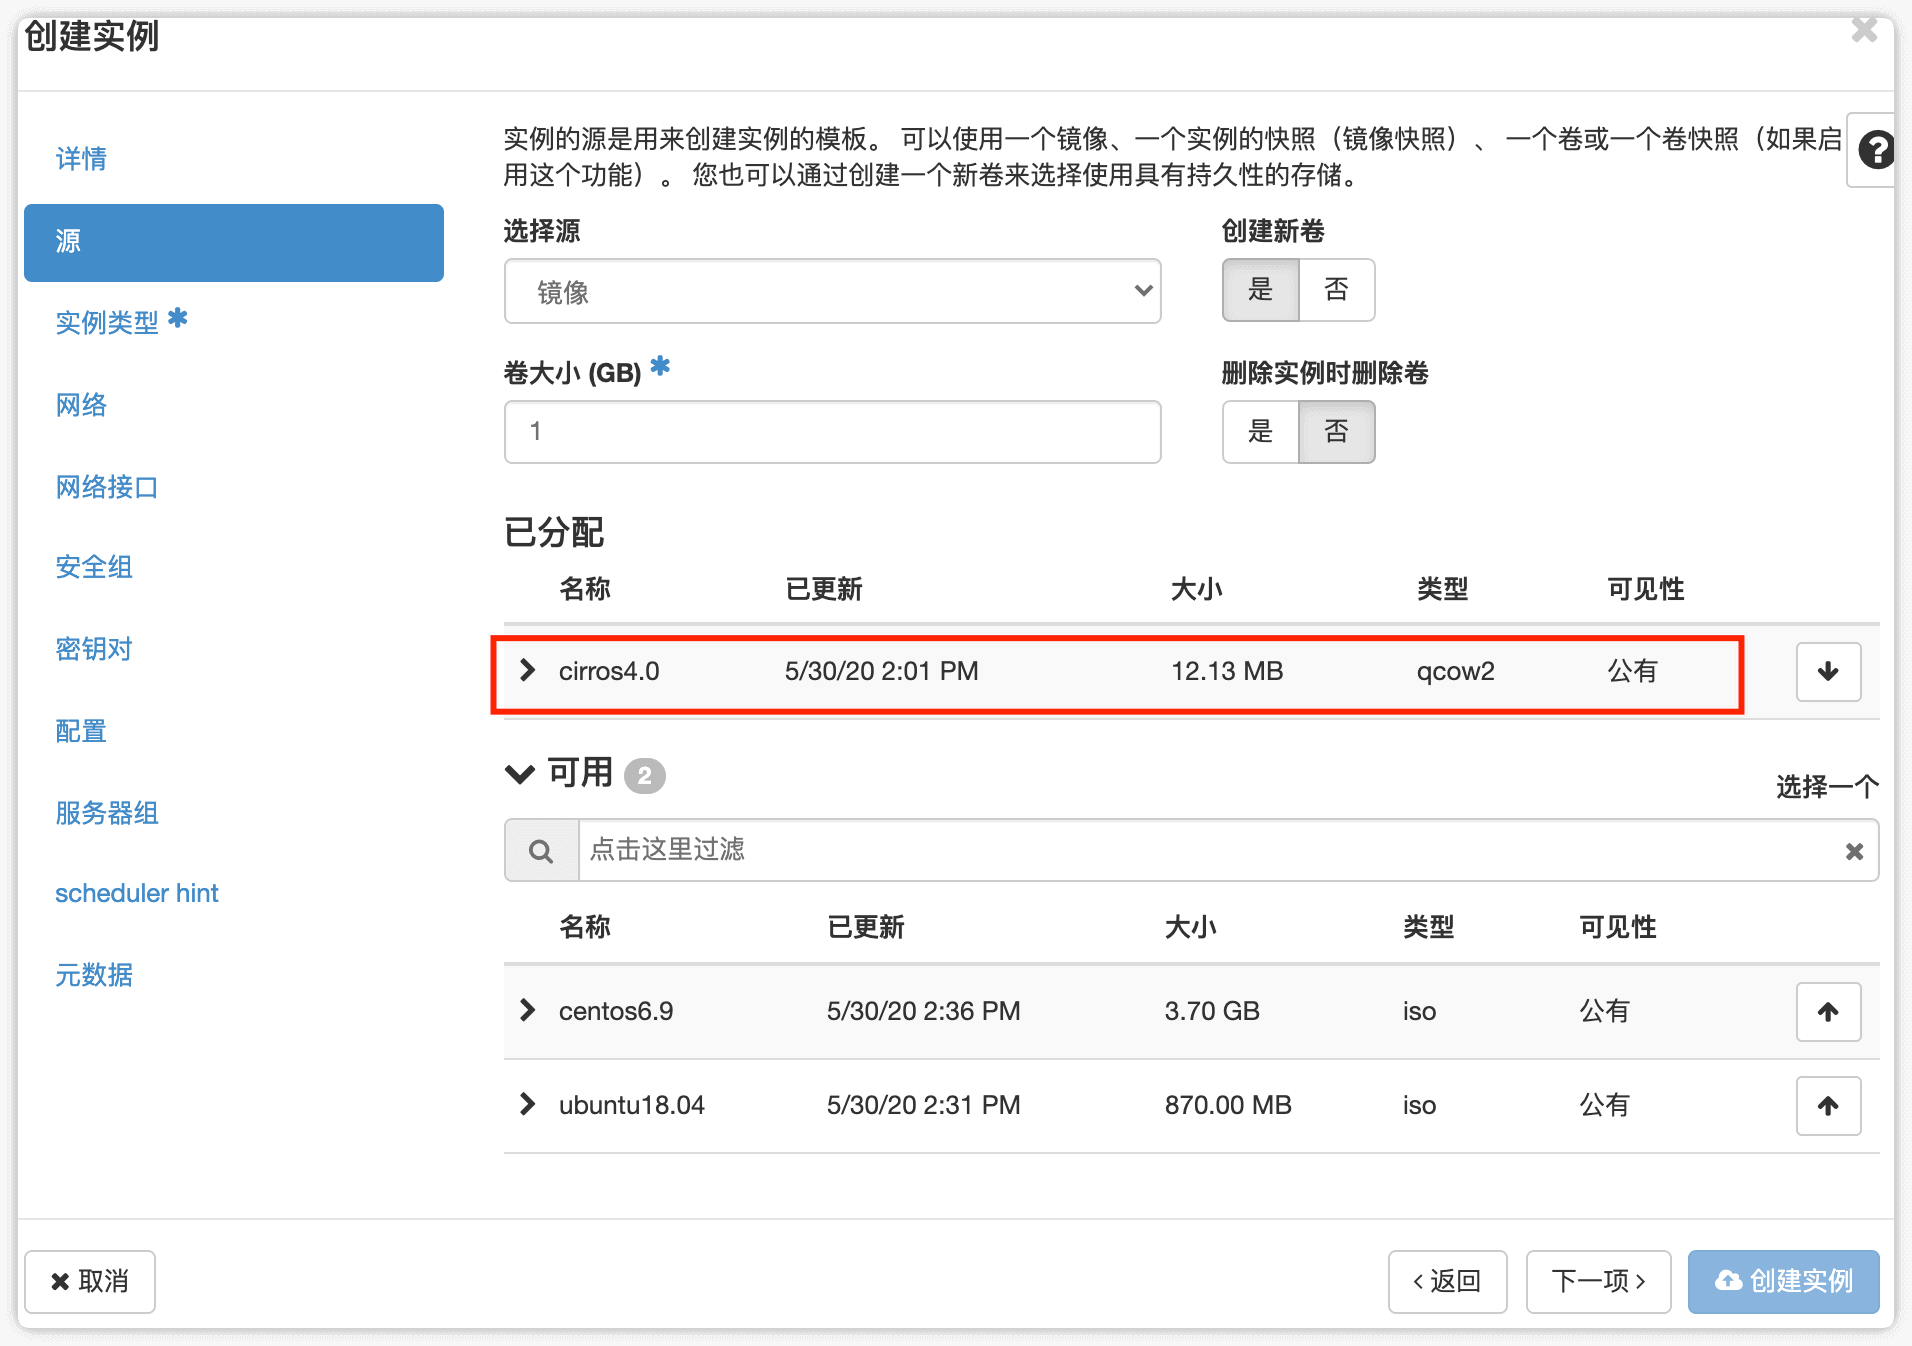 创建实例
详情
源
实例类型 *
网络
网络接口
安全组
密钥对
配置
服务器组
scheduler hint
元数据
实例的源是用来创建实例的模板。 可以使用一个镜像、一个实例的快照（镜像快照）、 一个卷或一个卷快照（如果启
用这个功能）。 您也可以通过创建一个新卷来选择使用具有持久性的存储。
选择源 创建新卷
镜像 是 否
卷大小 (GB) * 删除实例时删除卷
1 是 否
已分配
名称 已更新 大小 类型 可见性
cirros4.0 5/30/20 2:01 PM 12.13 MB qcow2 公有
可用 2 选择一个
点击这里过滤
名称 已更新 大小 类型 可见性
centos6.9 5/30/20 2:36 PM 3.70 GB iso 公有
ubuntu18.04 5/30/20 2:31 PM 870.00 MB iso 公有
取消 ‹ 返回 下一项 › 创建实例